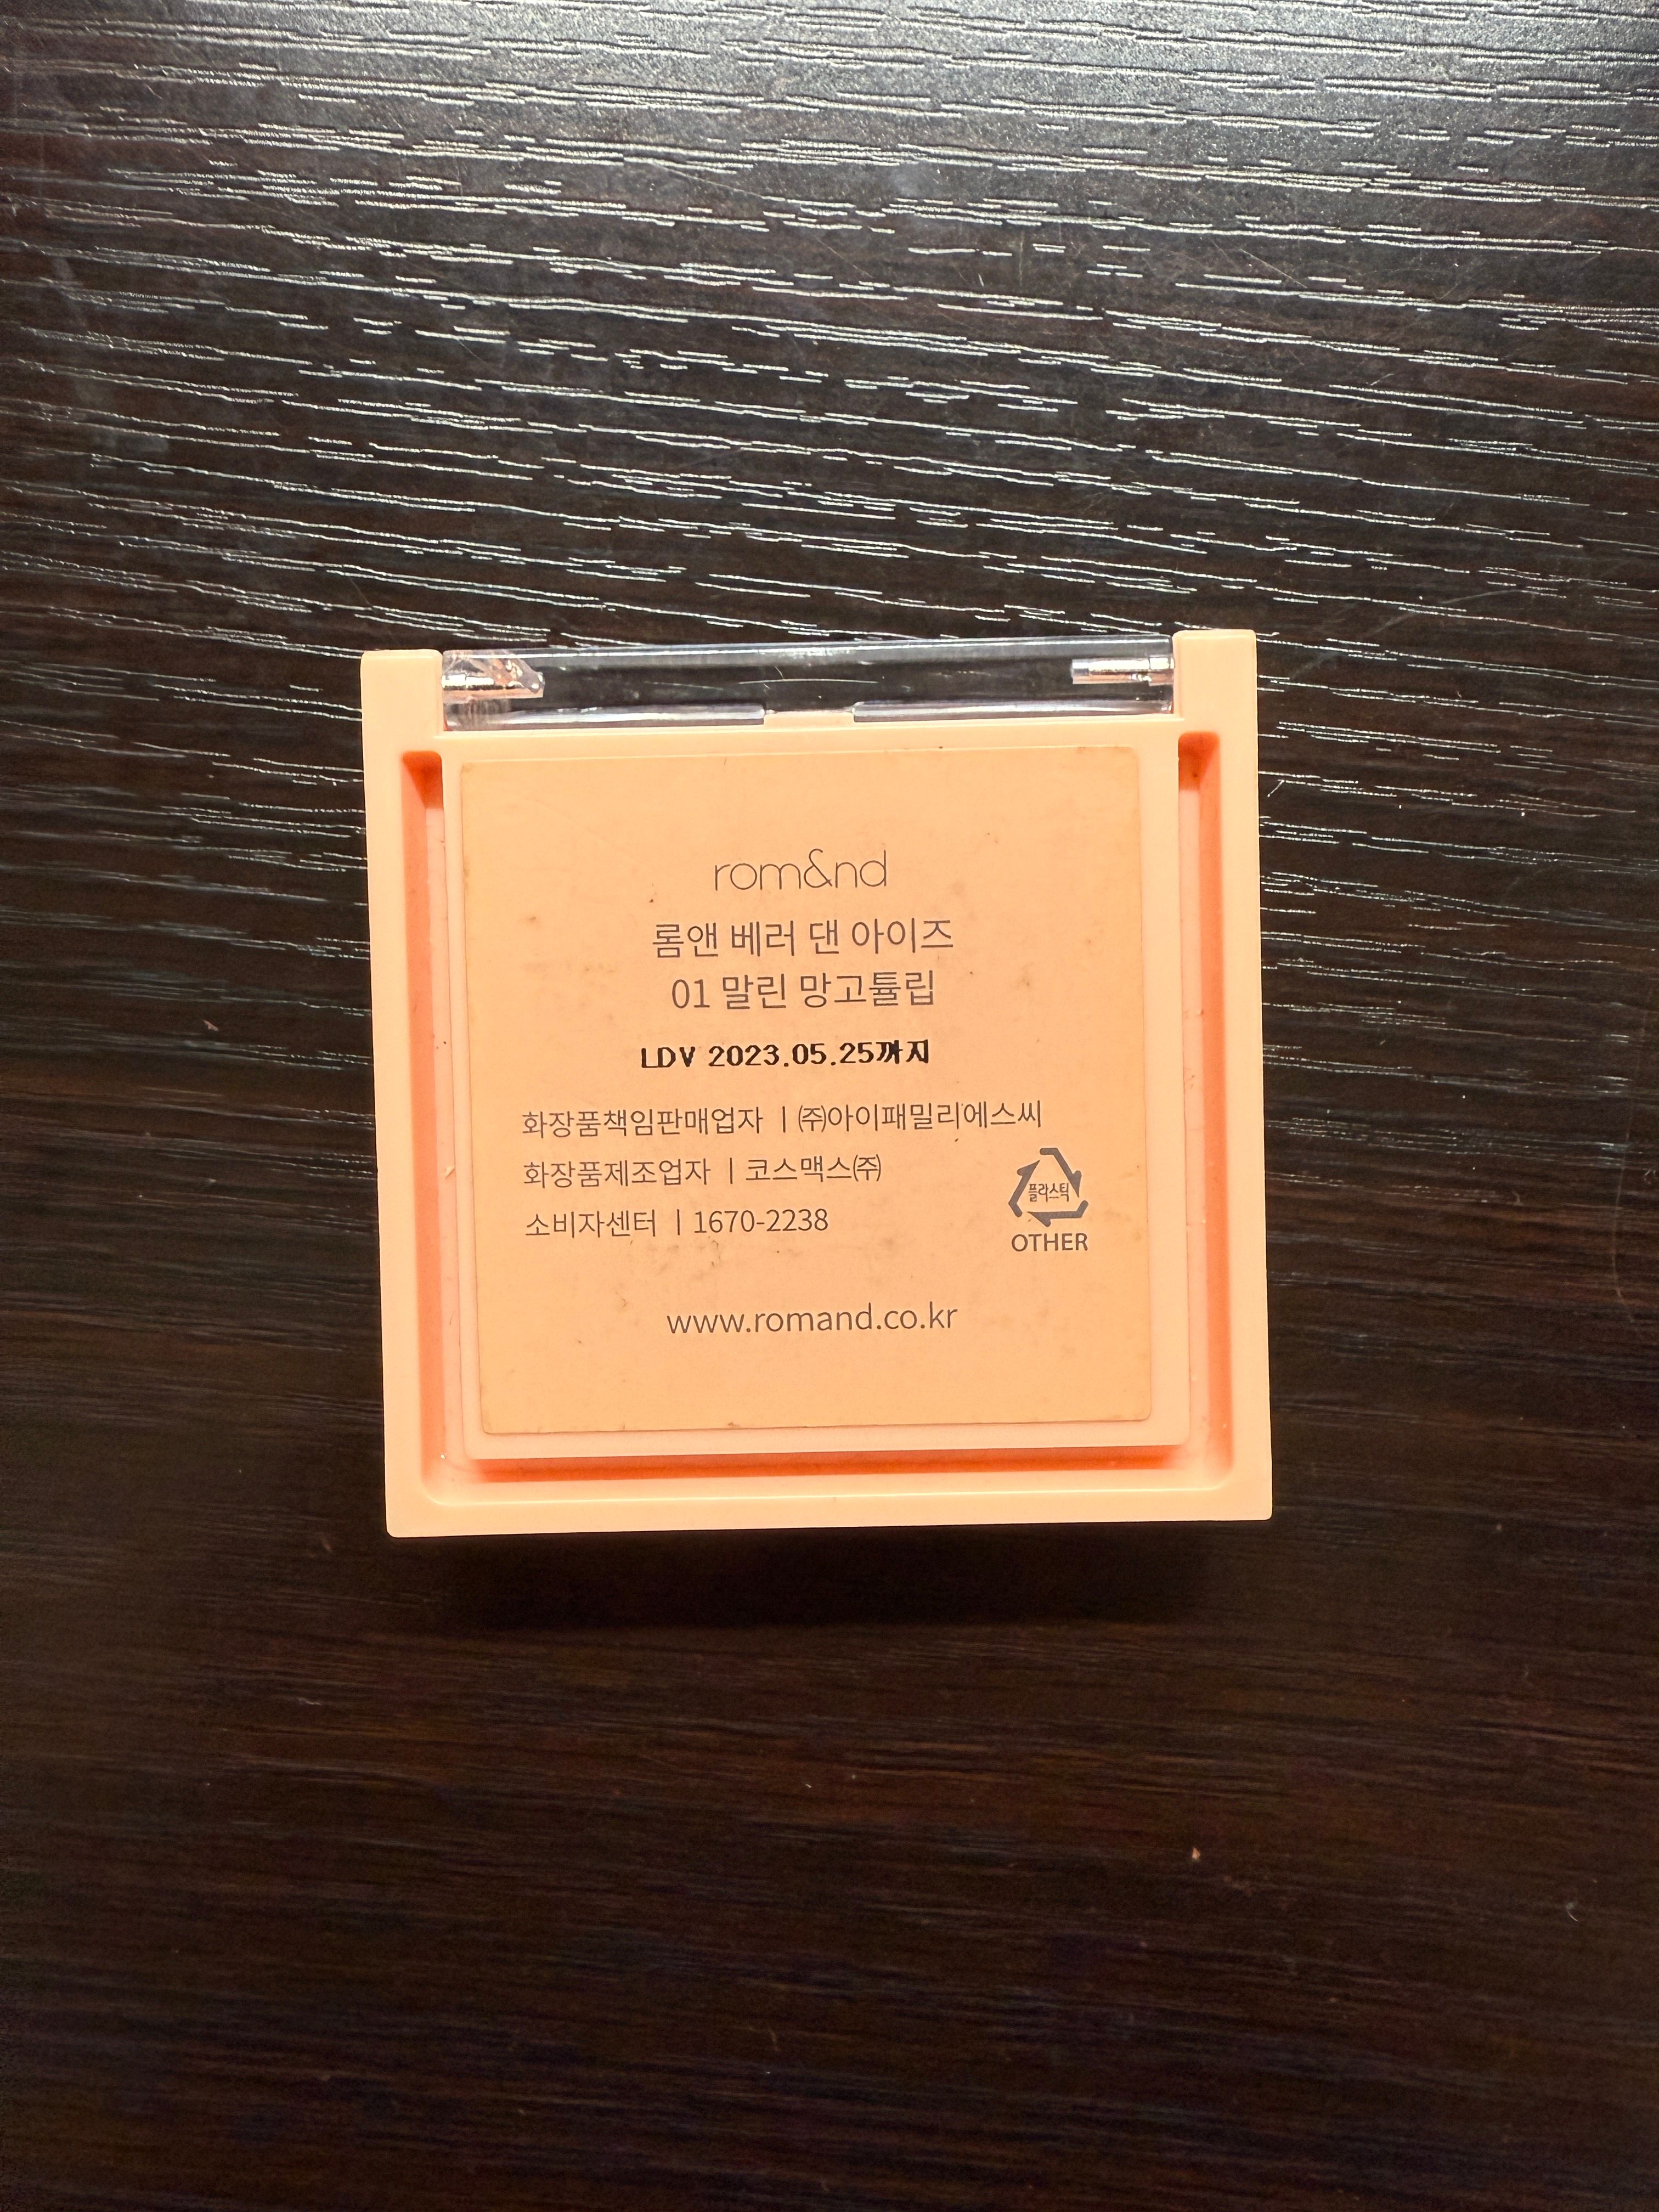 rom&nd
롬앤 베러 댄 아이즈
01 말린 망고튤립
LDV 2023.05.25까지
화장품책임판매업자 ㅣ㈜아이패밀리에스씨
화장품제조업자 ㅣ코스맥스㈜
소비자센터 ㅣ1670-2238
플라스틱
OTHER
www.romand.co.kr